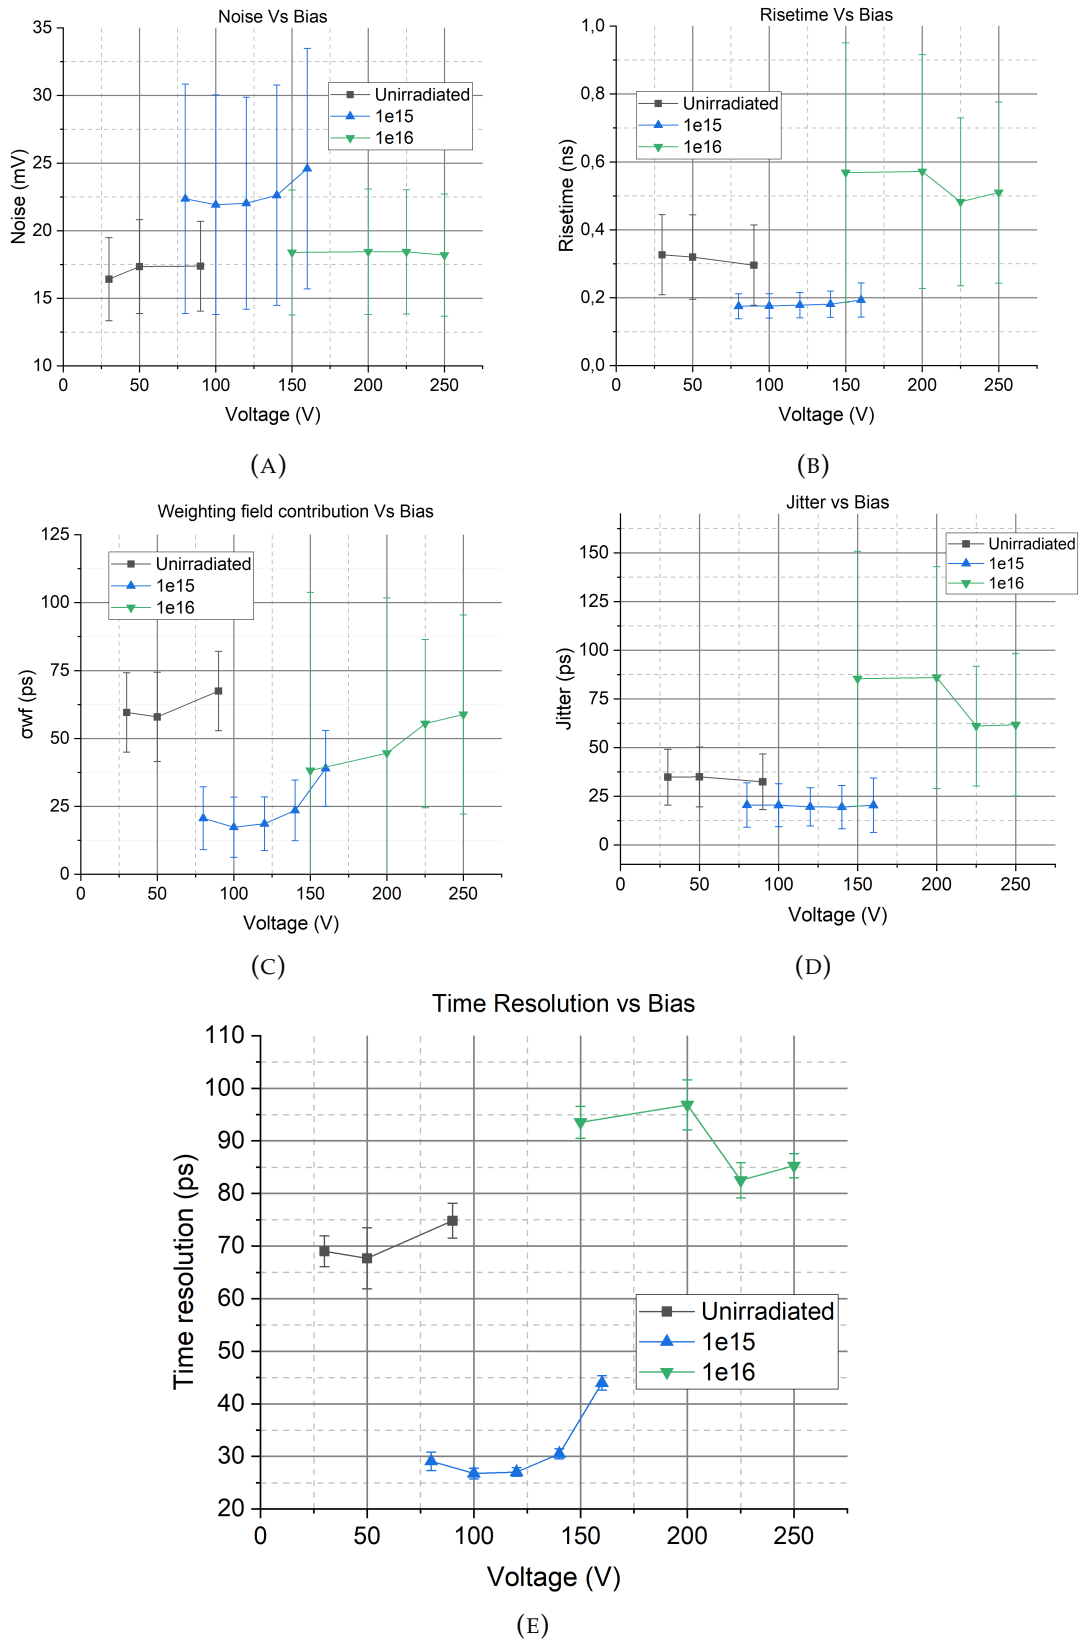 Noise Vs Bias
35
30
25
20
15
10
Noise (mV)
0
50
100
150
200
250
Voltage (V)
Unirradiated
1e15
1e16
(A)
Risetime Vs Bias
1,0
0,8
0,6
0,4
0,2
0,0
Risetime (ns)
0
50
100
150
200
250
Voltage (V)
Unirradiated
1e15
1e16
(B)
Weighting field contribution Vs Bias
125
100
75
50
25
0
σwf (ps)
0
50
100
150
200
250
Voltage (V)
Unirradiated
1e15
1e16
(C)
Jitter vs Bias
150
125
100
75
50
25
0
Jitter (ps)
0
50
100
150
200
250
Voltage (V)
Unirradiated
1e15
1e16
(D)
Time Resolution vs Bias
110
100
90
80
70
60
50
40
30
20
Time resolution (ps)
0
50
100
150
200
250
Voltage (V)
Unirradiated
1e15
1e16
(E)